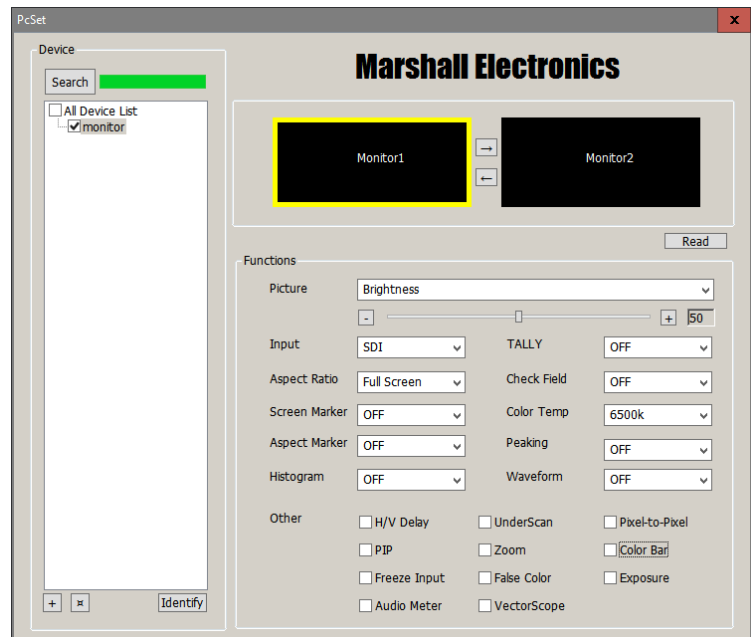 PcSet
x
Device
Search
All Device List
monitor
+ ¤ Identify
Marshall Electronics
Monitor1 → Monitor2
←
Read
Functions
Picture Brightness
- + 50
Input SDI TALLY OFF
Aspect Ratio Full Screen Check Field OFF
Screen Marker OFF Color Temp 6500k
Aspect Marker OFF Peaking OFF
Histogram OFF Waveform OFF
Other H/V Delay UnderScan Pixel-to-Pixel
PIP Zoom Color Bar
Freeze Input False Color Exposure
Audio Meter VectorScope